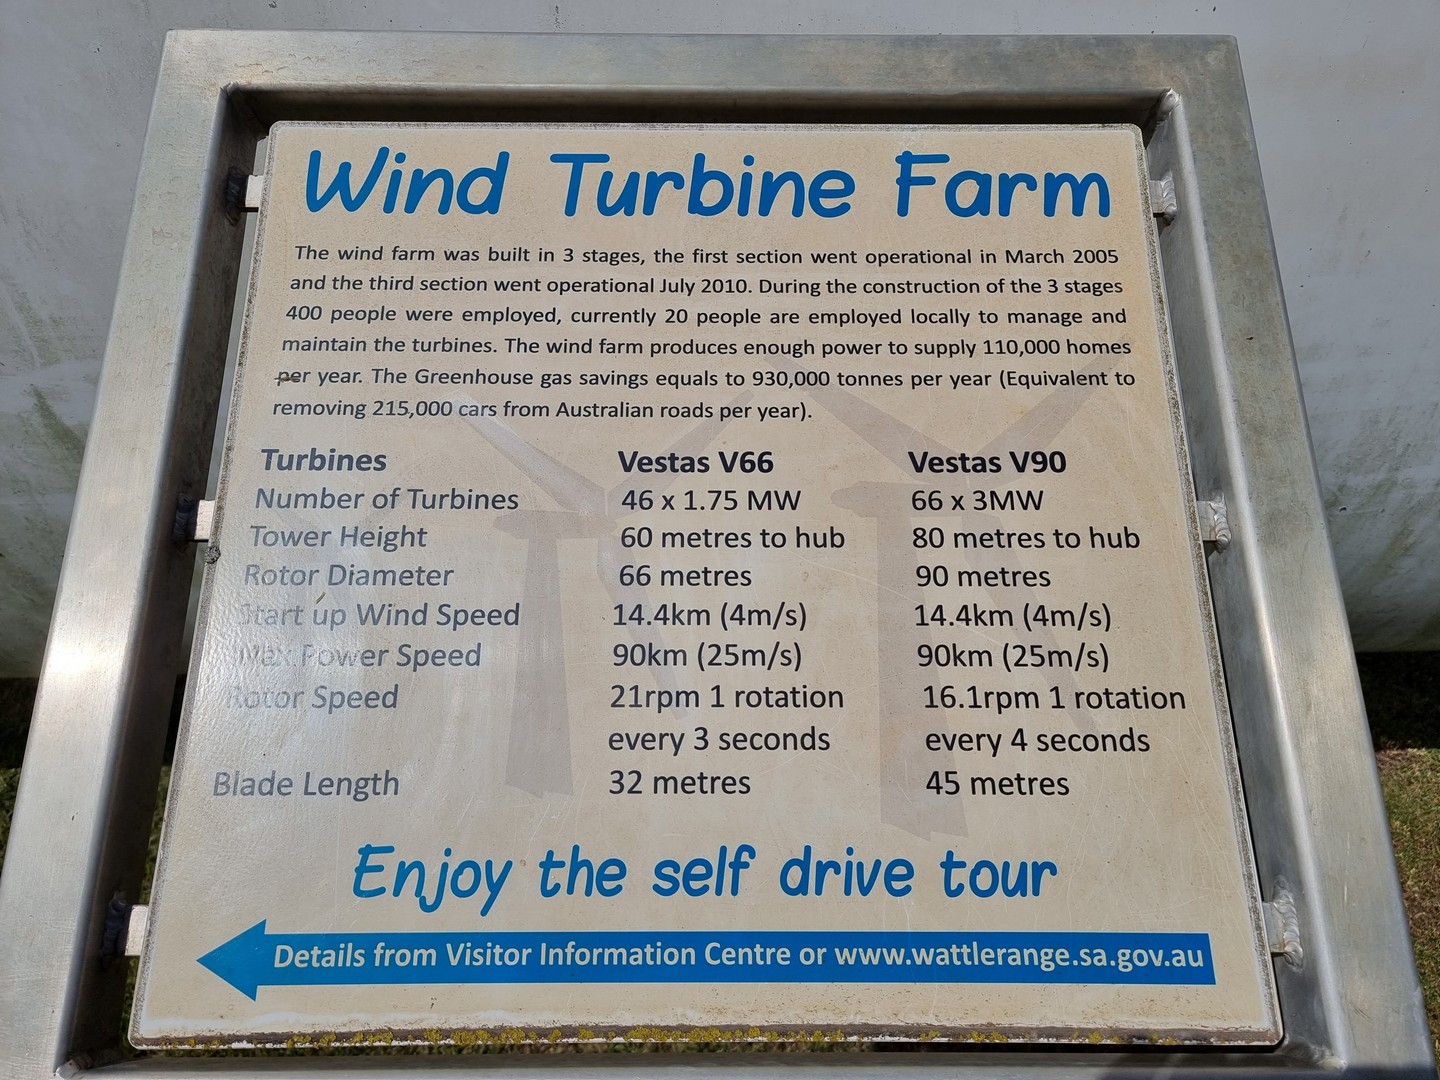 Wind Turbine Farm
The wind farm was built in 3 stages, the first section went operational in March 2005
and the third section went operational July 2010. During the construction of the 3 stages
400 people were employed, currently 20 people are employed locally to manage and
maintain the turbines. The wind farm produces enough power to supply 110,000 homes
per year. The Greenhouse gas savings equals to 930,000 tonnes per year (Equivalent to
removing 215,000 cars from Australian roads per year).
Turbines Vestas V66 Vestas V90
Number of Turbines 46 x 1.75 MW 66 x 3MW
Tower Height 60 metres to hub 80 metres to hub
Rotor Diameter 66 metres 90 metres
Start up Wind Speed 14.4km (4m/s) 14.4km (4m/s)
Max Power Speed 90km (25m/s) 90km (25m/s)
Rotor Speed 21rpm 1 rotation 16.1rpm 1 rotation
every 3 seconds every 4 seconds
Blade Length 32 metres 45 metres
Enjoy the self drive tour
Details from Visitor Information Centre or www.wattlerange.sa.gov.au